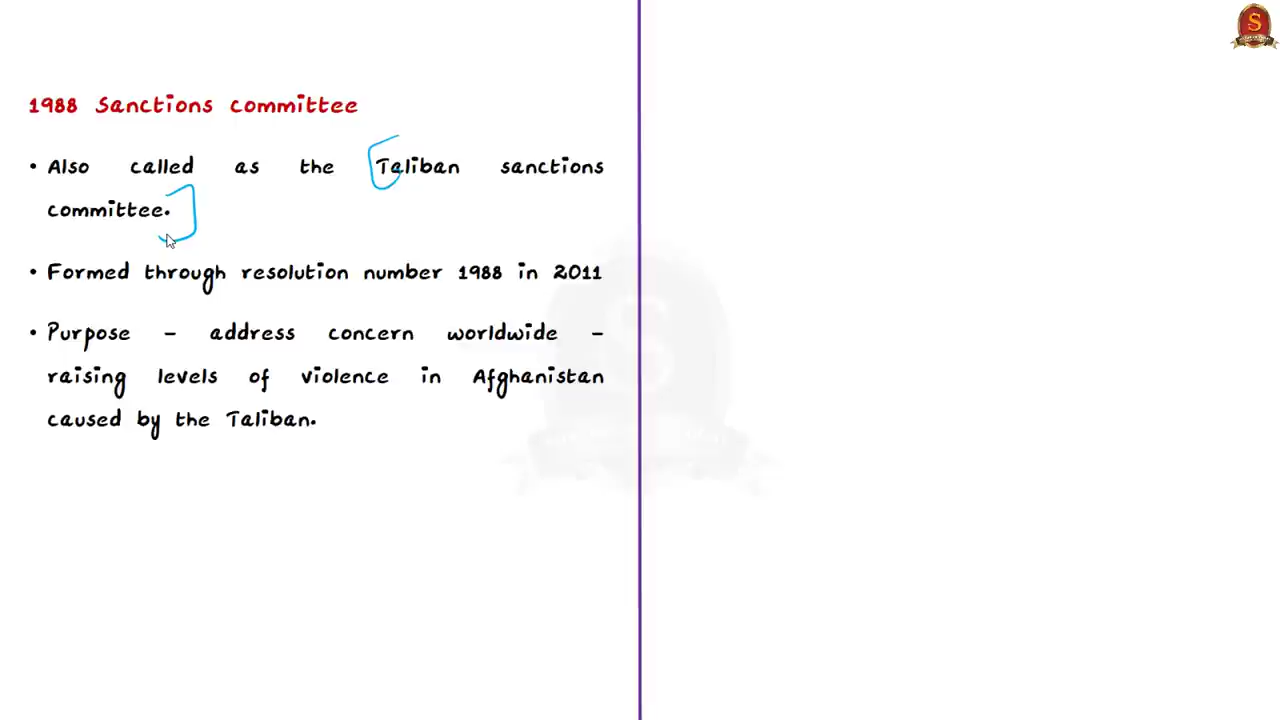 1988 Sanctions committee
• Also called as the Taliban sanctions
committee.
• Formed through resolution number 1988 in 2011
• Purpose – address concern worldwide –
raising levels of violence in Afghanistan
caused by the Taliban.
S